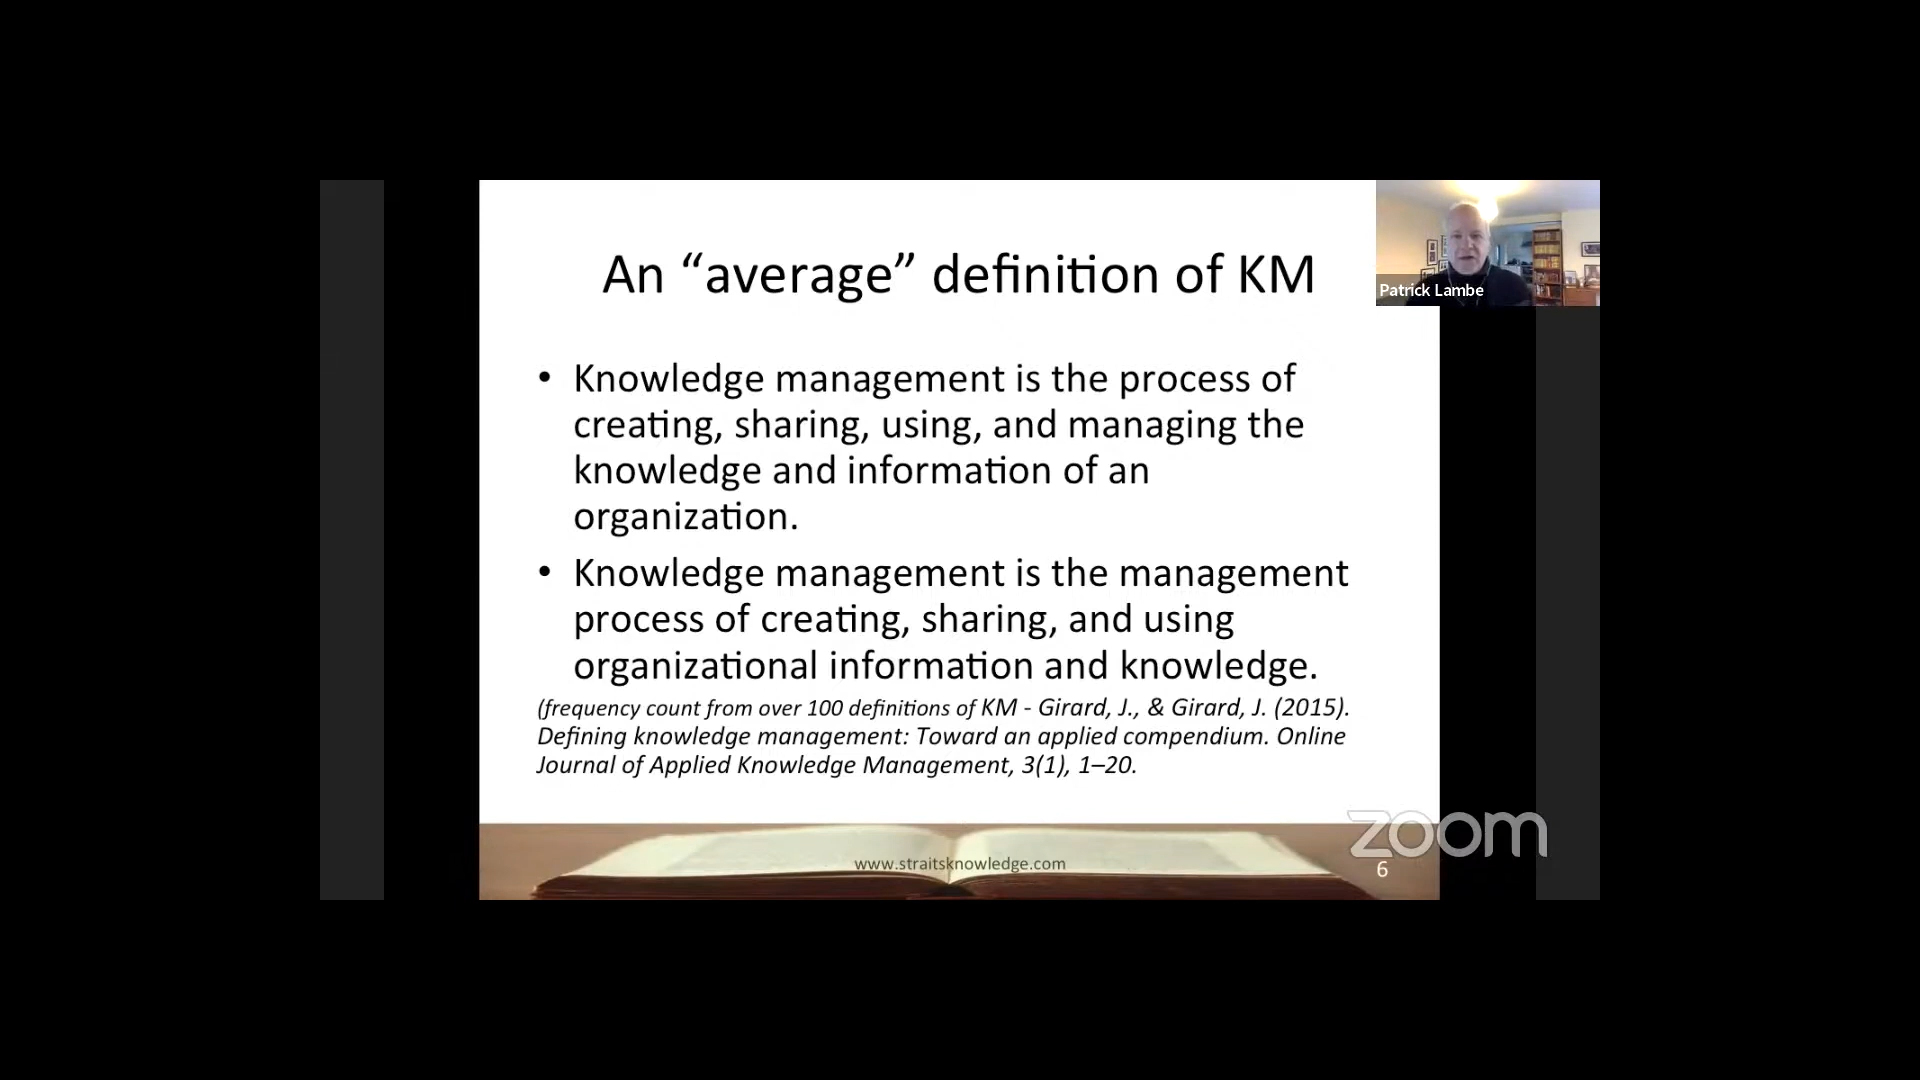 An “average” definition of KM
Patrick Lambe
• Knowledge management is the process of
creating, sharing, using, and managing the
knowledge and information of an
organization.
• Knowledge management is the management
process of creating, sharing, and using
organizational information and knowledge.
(frequency count from over 100 definitions of KM - Girard, J., & Girard, J. (2015).
Defining knowledge management: Toward an applied compendium. Online
Journal of Applied Knowledge Management, 3(1), 1–20.
zoom
www.straitsknowledge.com
6